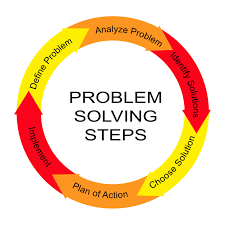 PROBLEM
SOLVING
STEPS
Define Problem
Analyze Problem
Identify Solutions
Choose Solution
Plan of Action
Implement